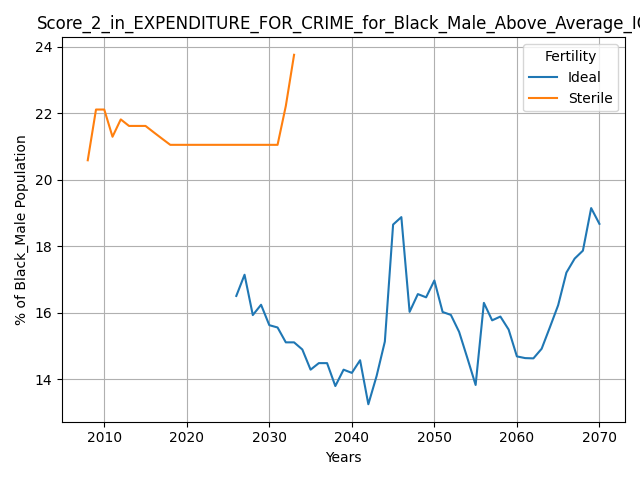 Score_2_in_EXPENDITURE_FOR_CRIME_for_Black_Male_Above_Average_IQ
Fertility
Ideal
Sterile
% of Black_Male Population
24
22
20
18
16
14
2010 2020 2030 2040 2050 2060 2070
Years